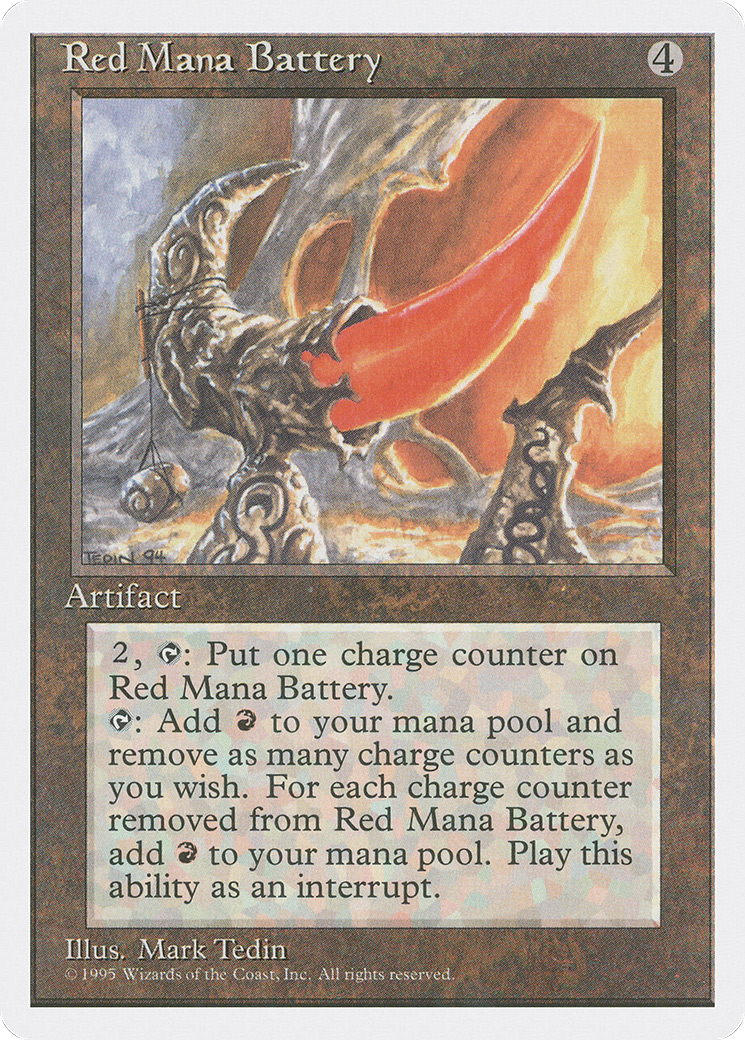 Red Mana Battery 4
TEDIN 94
Artifact
2, : Put one charge counter on
Red Mana Battery.
: Add to your mana pool and
remove as many charge counters as
you wish. For each charge counter
removed from Red Mana Battery,
add to your mana pool. Play this
ability as an interrupt.
Illus. Mark Tedin
© 1995 Wizards of the Coast, Inc. All rights reserved.